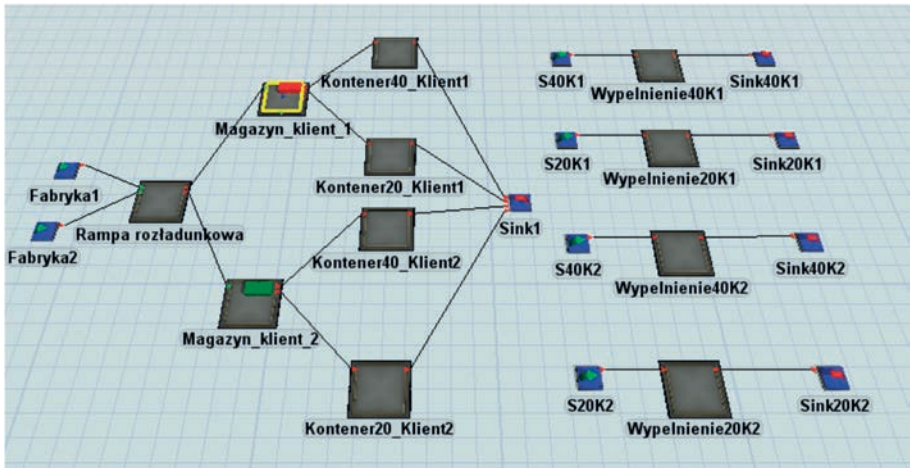 Kontener40_Klient1
Magazyn_klient_1
Kontener20_Klient1
Fabryka1
Rampa rozładunkowa
Fabryka2
Sink1
Kontener40_Klient2
Magazyn_klient_2
Kontener20_Klient2
S40K1
Wypelnienie40K1
Sink40K1
S20K1
Wypelnienie20K1
Sink20K1
S40K2
Wypelnienie40K2
Sink40K2
S20K2
Wypelnienie20K2
Sink20K2